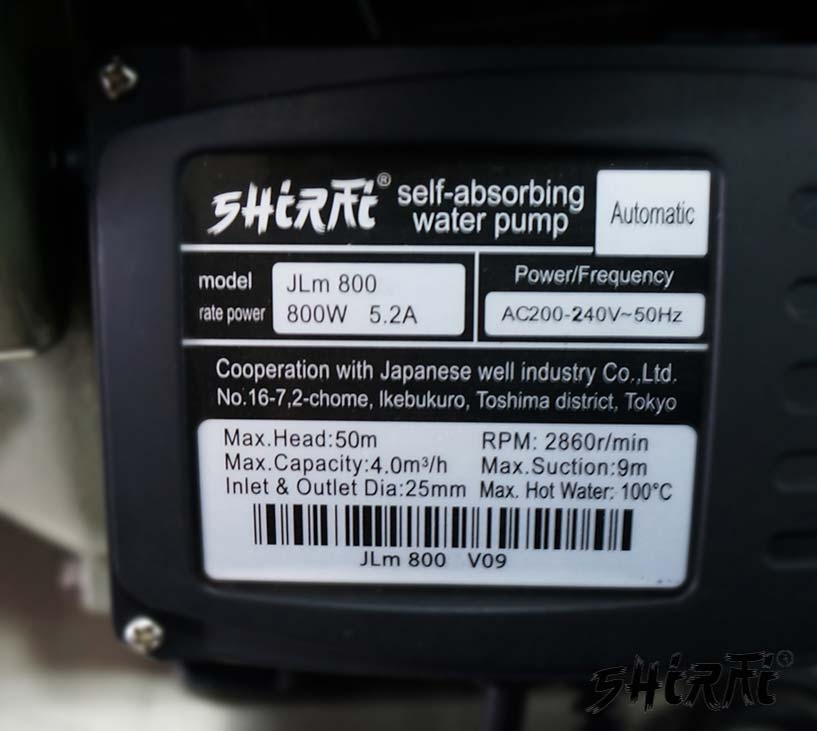 SHiRAi® self-absorbing
water pump
Automatic
model JLm 800
rate power 800W 5.2A
Power/Frequency
AC200-240V~50Hz
Cooperation with Japanese well industry Co.,Ltd.
No.16-7,2-chome, Ikebukuro, Toshima district, Tokyo
Max.Head:50m RPM: 2860r/min
Max.Capacity:4.0m³/h Max.Suction:9m
Inlet & Outlet Dia:25mm Max. Hot Water: 100°C
JLm 800 V09
SHiRAi®